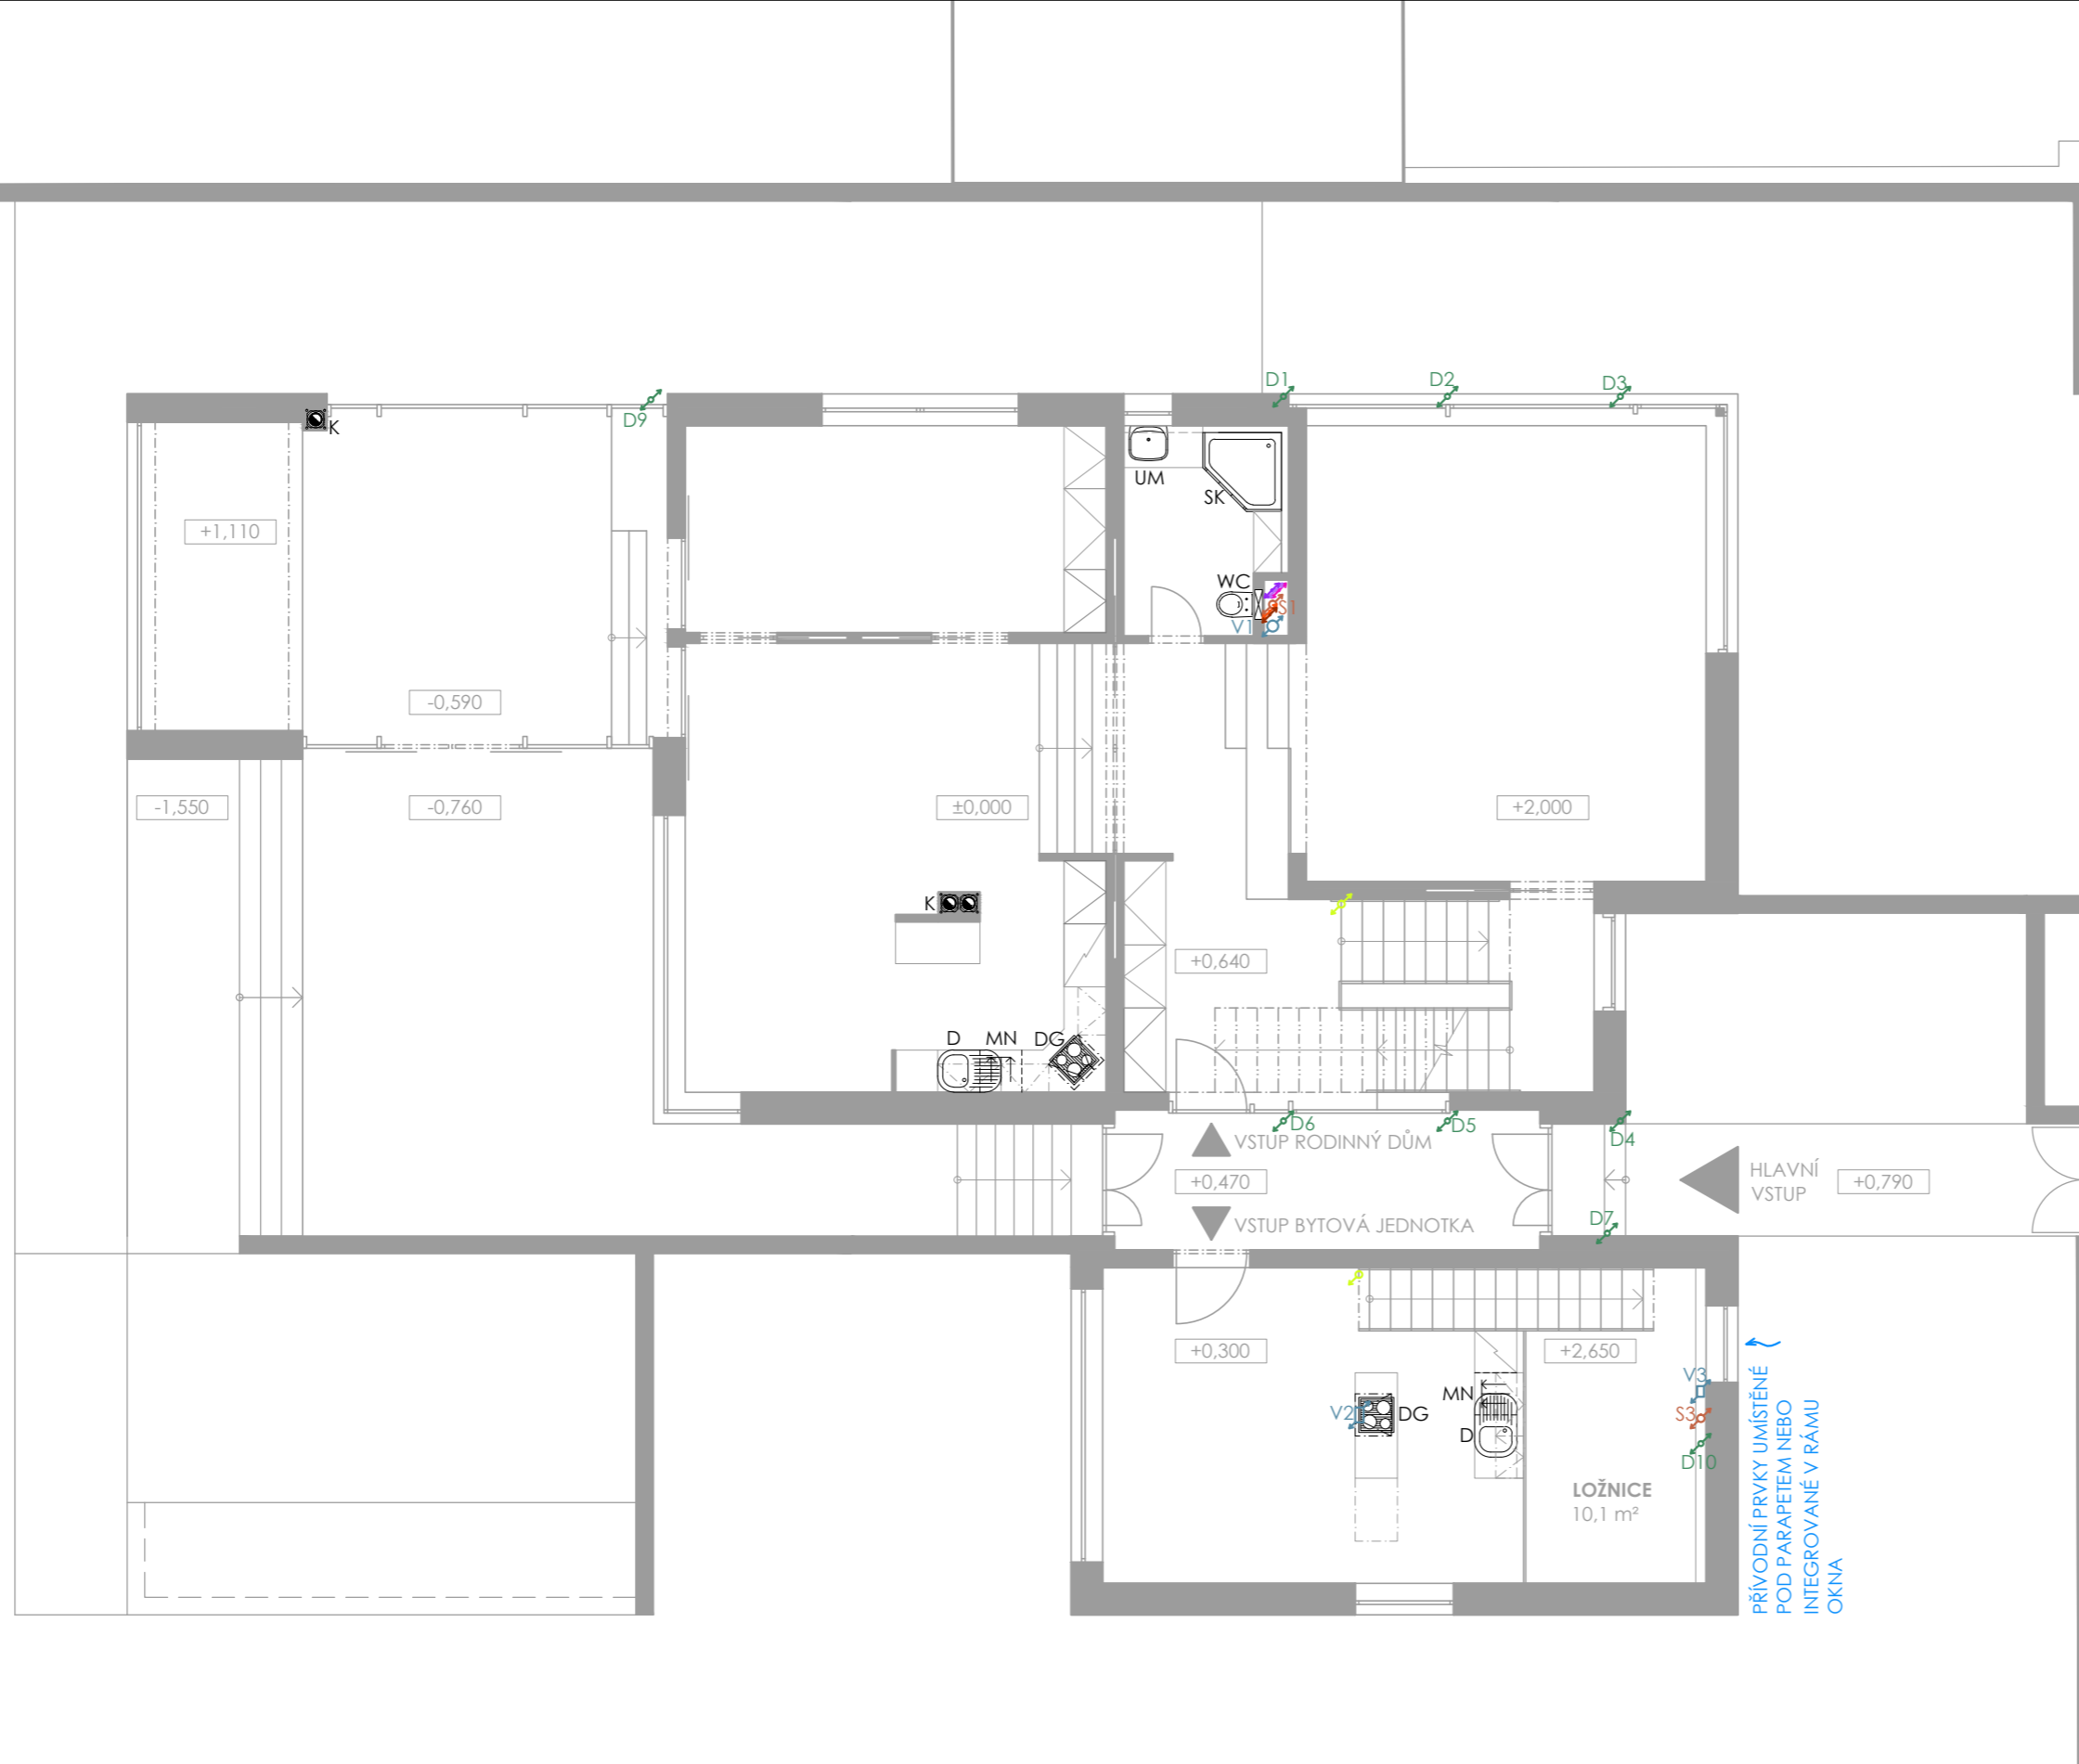 D1
D2
D3
D9
K
UM
SK
+1,110
WC
S1
V1
-0,590
-1,550
-0,760
±0,000
+2,000
K
+0,640
D
MN
DG
D6
D5
D4
VSTUP RODINNÝ DŮM
HLAVNÍ
VSTUP
+0,790
+0,470
D7
VSTUP BYTOVÁ JEDNOTKA
+0,300
+2,650
V3
MN
V2
DG
S3
D
D10
LOŽNICE
10,1 m²
PŘÍVODNÍ PRVKY UMÍSTĚNÉ
POD PARAPETEM NEBO
INTEGROVANÉ V RÁMU
OKNA